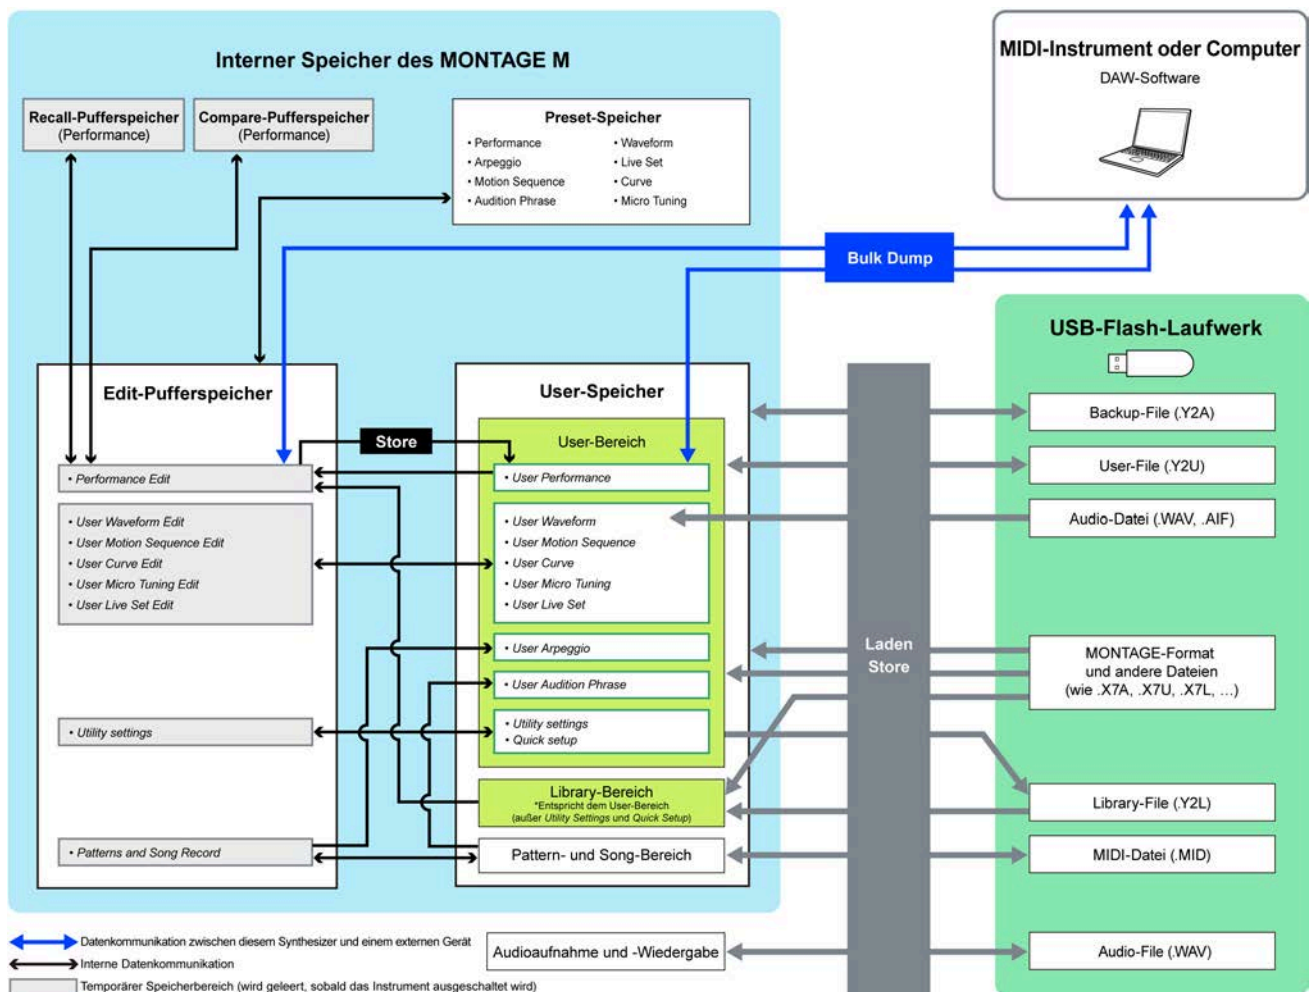 Interner Speicher des MONTAGE M
Recall-Pufferspeicher
(Performance)
Compare-Pufferspeicher
(Performance)
Preset-Speicher
• Performance
• Arpeggio
• Motion Sequence
• Audition Phrase
• Waveform
• Live Set
• Curve
• Micro Tuning
MIDI-Instrument oder Computer
DAW-Software
Bulk Dump
Edit-Pufferspeicher
• Performance Edit
• User Waveform Edit
• User Motion Sequence Edit
• User Curve Edit
• User Micro Tuning Edit
• User Live Set Edit
• Utility settings
• Patterns and Song Record
Store
User-Speicher
User-Bereich
• User Performance
• User Waveform
• User Motion Sequence
• User Curve
• User Micro Tuning
• User Live Set
• User Arpeggio
• User Audition Phrase
• Utility settings
• Quick setup
Library-Bereich
*Entspricht dem User-Bereich
(außer Utility Settings und Quick Setup)
Pattern- und Song-Bereich
Audioaufnahme und -Wiedergabe
Laden
Store
USB-Flash-Laufwerk
Backup-File (.Y2A)
User-File (.Y2U)
Audio-Datei (.WAV, .AIF)
MONTAGE-Format
und andere Dateien
(wie .X7A, .X7U, .X7L, …)
Library-File (.Y2L)
MIDI-Datei (.MID)
Audio-File (.WAV)
Datenkommunikation zwischen diesem Synthesizer und einem externen Gerät
Interne Datenkommunikation
Temporärer Speicherbereich (wird geleert, sobald das Instrument ausgeschaltet wird)